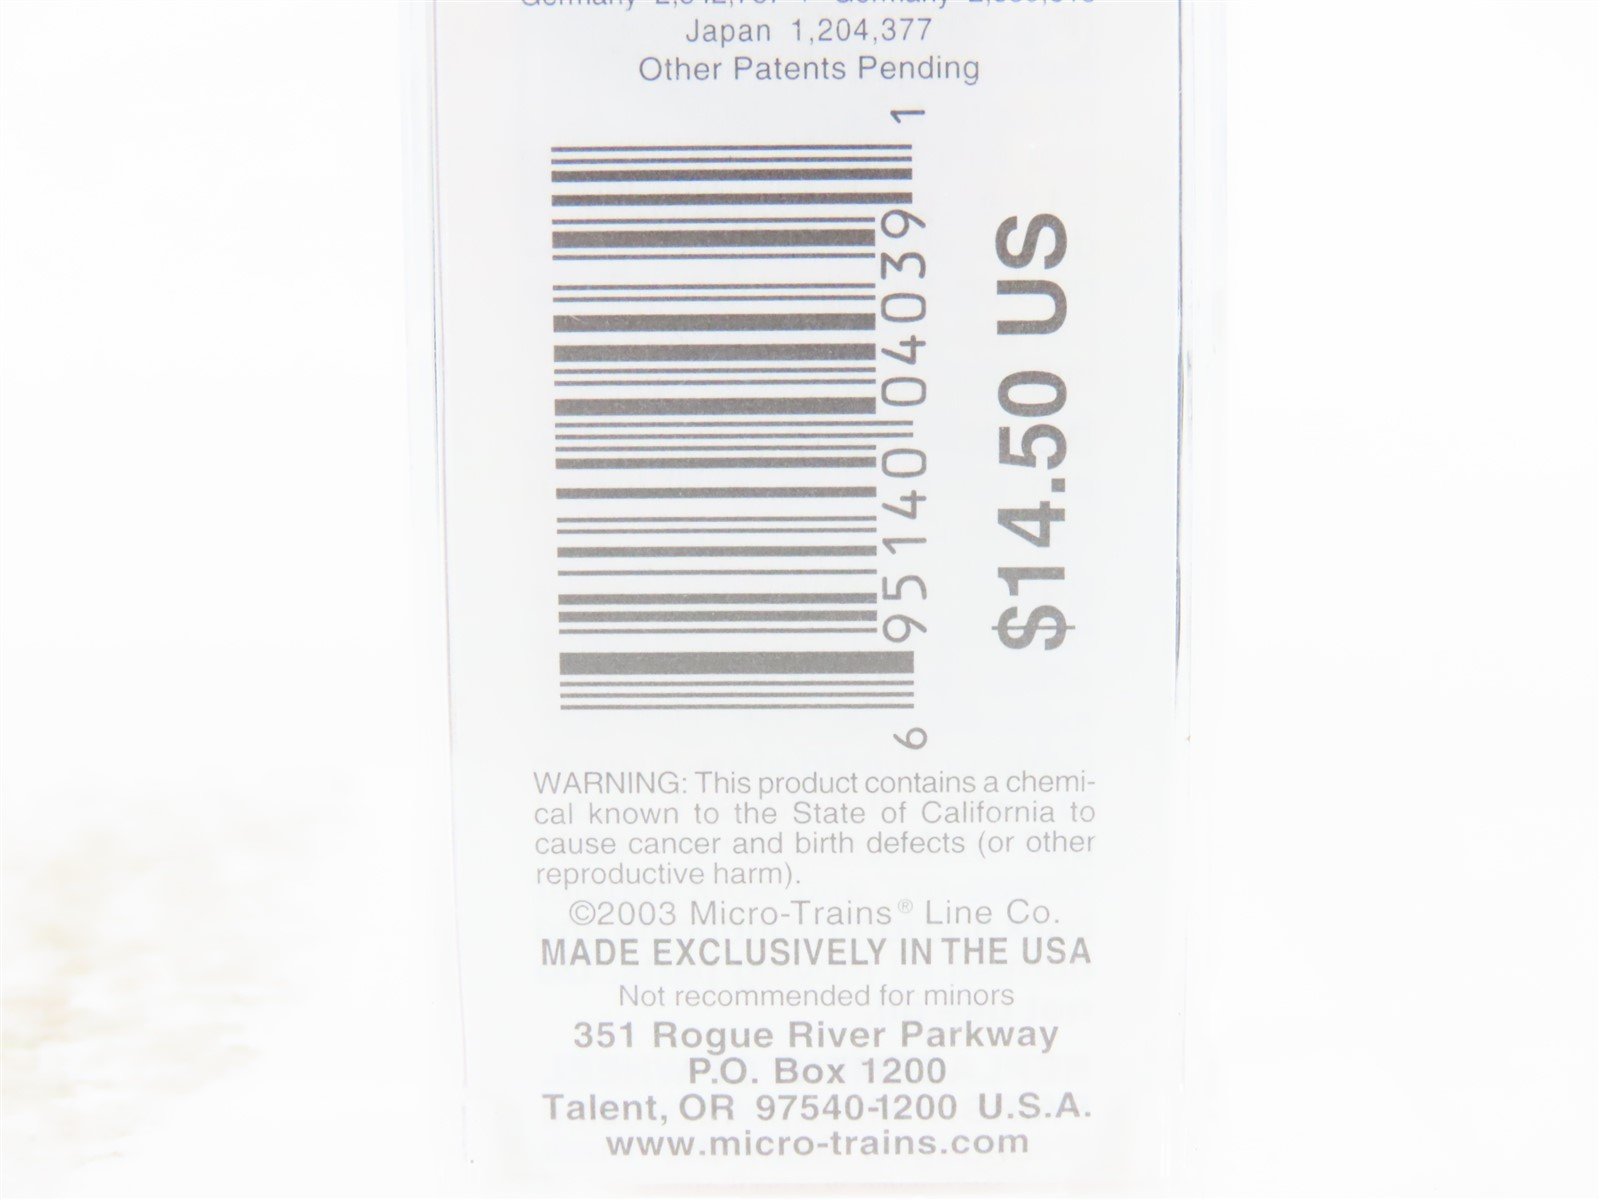 Japan 1,204,377
Other Patents Pending
6 95140 04039 1
$14.50 US
WARNING: This product contains a chemi-
cal known to the State of California to
cause cancer and birth defects (or other
reproductive harm).
©2003 Micro-Trains® Line Co.
MADE EXCLUSIVELY IN THE USA
Not recommended for minors
351 Rogue River Parkway
P.O. Box 1200
Talent, OR 97540-1200 U.S.A.
www.micro-trains.com